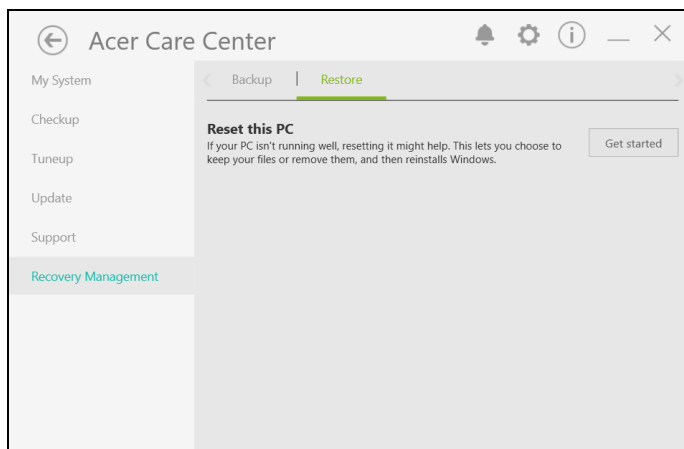 Acer Care Center
My System
Checkup
Tuneup
Update
Support
Recovery Management
Backup | Restore
Reset this PC
If your PC isn't running well, resetting it might help. This lets you choose to
keep your files or remove them, and then reinstalls Windows.
Get started